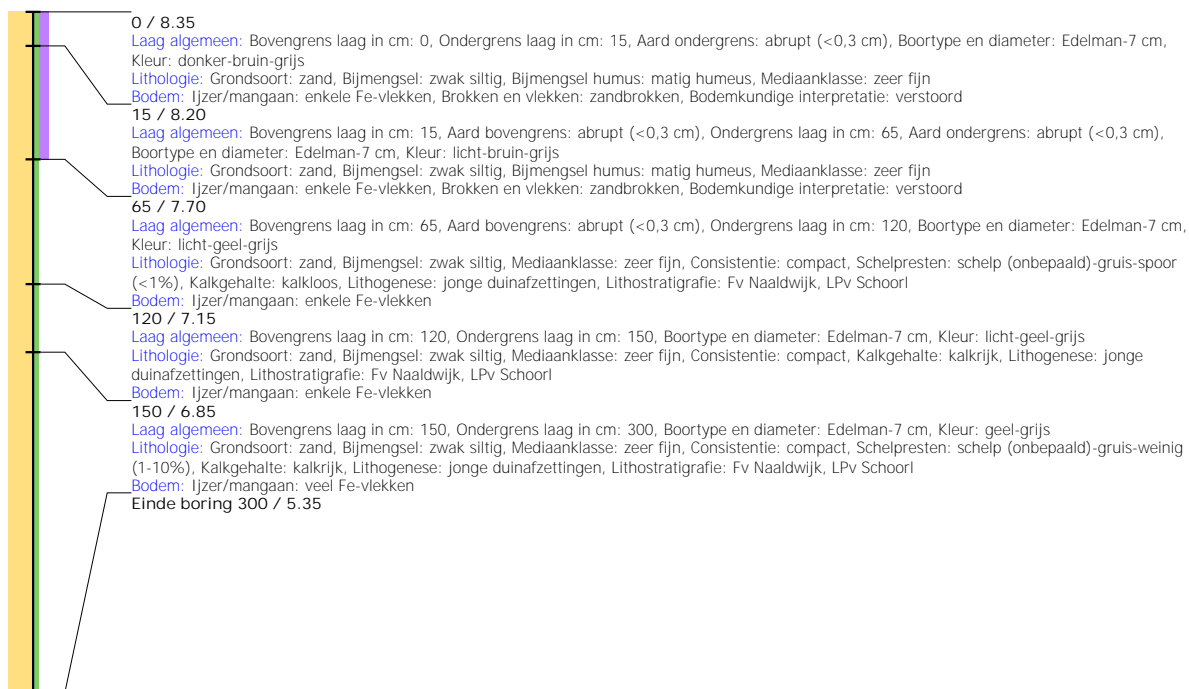 0 / 8.35
Laag algemeen: Bovengrens laag in cm: 0, Ondergrens laag in cm: 15, Aard ondergrens: abrupt (<0,3 cm), Boortype en diameter: Edelman-7 cm,
Kleur: donker-bruin-grijs
Lithologie: Grondsoort: zand, Bijmengsel: zwak siltig, Bijmengsel humus: matig humeus, Mediaanklasse: zeer fijn
Bodem: Ijzer/mangaan: enkele Fe-vlekken, Brokken en vlekken: zandbrokken, Bodemkundige interpretatie: verstoord
15 / 8.20
Laag algemeen: Bovengrens laag in cm: 15, Aard bovengrens: abrupt (<0,3 cm), Ondergrens laag in cm: 65, Aard ondergrens: abrupt (<0,3 cm),
Boortype en diameter: Edelman-7 cm, Kleur: licht-bruin-grijs
Lithologie: Grondsoort: zand, Bijmengsel: zwak siltig, Bijmengsel humus: matig humeus, Mediaanklasse: zeer fijn
Bodem: Ijzer/mangaan: enkele Fe-vlekken, Brokken en vlekken: zandbrokken, Bodemkundige interpretatie: verstoord
65 / 7.70
Laag algemeen: Bovengrens laag in cm: 65, Aard bovengrens: abrupt (<0,3 cm), Ondergrens laag in cm: 120, Boortype en diameter: Edelman-7 cm,
Kleur: licht-geel-grijs
Lithologie: Grondsoort: zand, Bijmengsel: zwak siltig, Mediaanklasse: zeer fijn, Consistentie: compact, Schelpresten: schelp (onbepaald)-gruis-spoor
(<1%), Kalkgehalte: kalkloos, Lithogenese: jonge duinafzettingen, Lithostratigrafie: Fv Naaldwijk, LPv Schoorl
Bodem: Ijzer/mangaan: enkele Fe-vlekken
120 / 7.15
Laag algemeen: Bovengrens laag in cm: 120, Ondergrens laag in cm: 150, Boortype en diameter: Edelman-7 cm, Kleur: licht-geel-grijs
Lithologie: Grondsoort: zand, Bijmengsel: zwak siltig, Mediaanklasse: zeer fijn, Consistentie: compact, Kalkgehalte: kalkrijk, Lithogenese: jonge
duinafzettingen, Lithostratigrafie: Fv Naaldwijk, LPv Schoorl
Bodem: Ijzer/mangaan: enkele Fe-vlekken
150 / 6.85
Laag algemeen: Bovengrens laag in cm: 150, Ondergrens laag in cm: 300, Boortype en diameter: Edelman-7 cm, Kleur: geel-grijs
Lithologie: Grondsoort: zand, Bijmengsel: zwak siltig, Mediaanklasse: zeer fijn, Consistentie: compact, Schelpresten: schelp (onbepaald)-gruis-weinig
(1-10%), Kalkgehalte: kalkrijk, Lithogenese: jonge duinafzettingen, Lithostratigrafie: Fv Naaldwijk, LPv Schoorl
Bodem: Ijzer/mangaan: veel Fe-vlekken
Einde boring 300 / 5.35